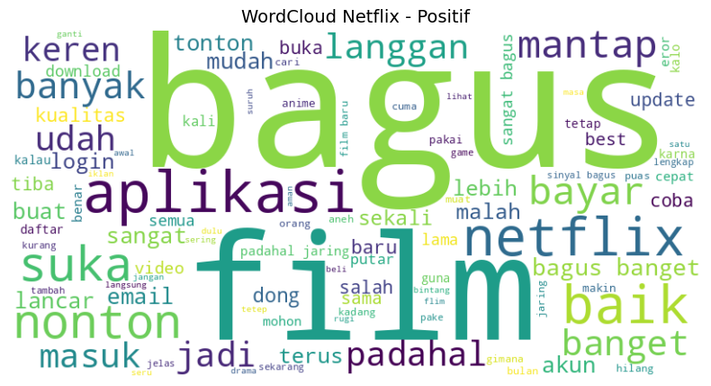 WordCloud Netflix - Positif
ganti
keren
tonton
buka
langgan
mantap
eror
kalo
download
mudah
cari
banyak
bagus
sangat bagus
update
kualitas
suruh
anime
cuma
lihat
masa
kali
film baru
tetap
best
satu
udah
pakai
game
karna
lengkap
kalau
login
awal
iklan
sinyal bagus
puas
cepat
tiba
benar
aplikasi
aman
lebih
bayar
coba
buat
semua
dulu
orang
aneh
sekali
muat
malah
daftar
sangat
sering
padahal jaring
baru
lama
netflix
kurang
suka
video
film
putar
bagus banget
jangan
beli
salah
guna
tambah
langsung
lancar
email
dong
sama
bintang
jaring
makin
baik
nonton
tetep
mohon
kadang
rugi
flim
pake
banget
masuk
jelas
jadi
terus
padahal
gimana
akun
hilang
seru
drama
sekarang
bulan